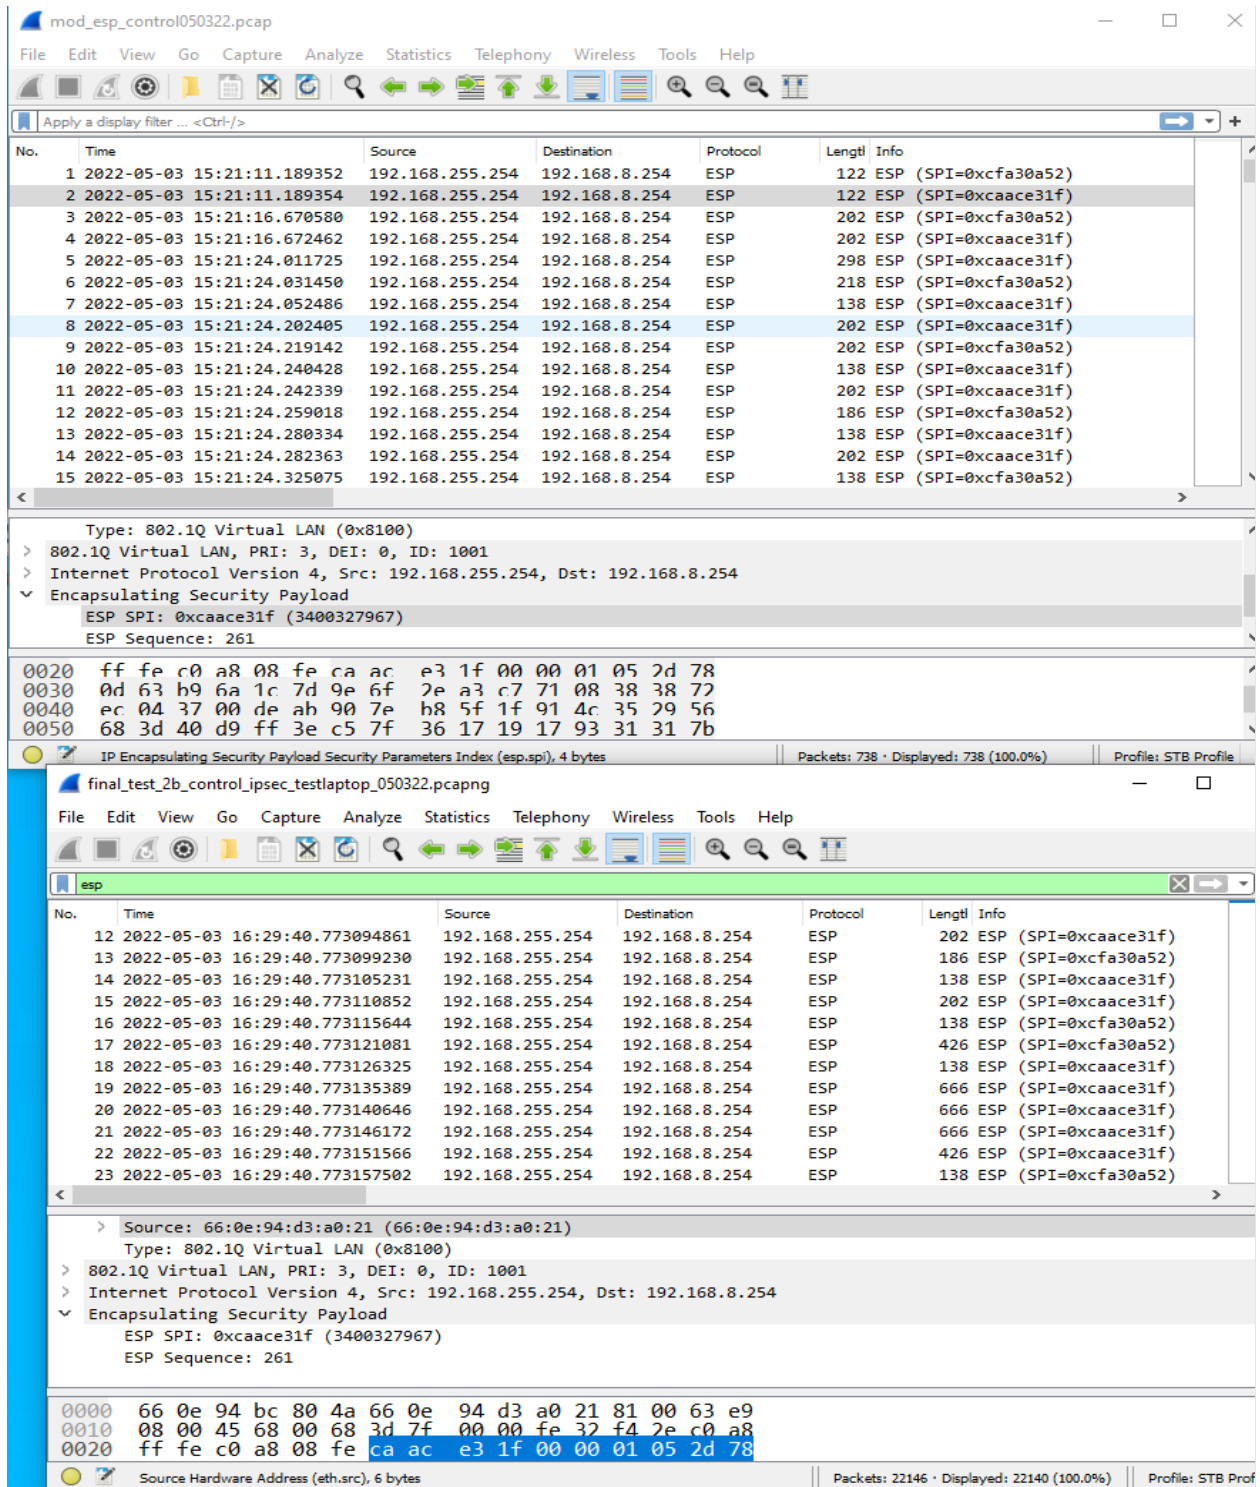 mod_esp_control050322.pcap
File Edit View Go Capture Analyze Statistics Telephony Wireless Tools Help
Apply a display filter ... <Ctrl-/>
No. Time Source Destination Protocol Lengtl Info
1 2022-05-03 15:21:11.189352 192.168.255.254 192.168.8.254 ESP 122 ESP (SPI=0xcfa30a52)
2 2022-05-03 15:21:11.189354 192.168.255.254 192.168.8.254 ESP 122 ESP (SPI=0xcaace31f)
3 2022-05-03 15:21:16.670580 192.168.255.254 192.168.8.254 ESP 202 ESP (SPI=0xcfa30a52)
4 2022-05-03 15:21:16.672462 192.168.255.254 192.168.8.254 ESP 202 ESP (SPI=0xcaace31f)
5 2022-05-03 15:21:24.011725 192.168.255.254 192.168.8.254 ESP 298 ESP (SPI=0xcaace31f)
6 2022-05-03 15:21:24.031450 192.168.255.254 192.168.8.254 ESP 218 ESP (SPI=0xcfa30a52)
7 2022-05-03 15:21:24.052486 192.168.255.254 192.168.8.254 ESP 138 ESP (SPI=0xcaace31f)
8 2022-05-03 15:21:24.202405 192.168.255.254 192.168.8.254 ESP 202 ESP (SPI=0xcaace31f)
9 2022-05-03 15:21:24.219142 192.168.255.254 192.168.8.254 ESP 202 ESP (SPI=0xcfa30a52)
10 2022-05-03 15:21:24.240428 192.168.255.254 192.168.8.254 ESP 138 ESP (SPI=0xcaace31f)
11 2022-05-03 15:21:24.242339 192.168.255.254 192.168.8.254 ESP 202 ESP (SPI=0xcaace31f)
12 2022-05-03 15:21:24.259018 192.168.255.254 192.168.8.254 ESP 186 ESP (SPI=0xcfa30a52)
13 2022-05-03 15:21:24.280334 192.168.255.254 192.168.8.254 ESP 138 ESP (SPI=0xcaace31f)
14 2022-05-03 15:21:24.282363 192.168.255.254 192.168.8.254 ESP 202 ESP (SPI=0xcaace31f)
15 2022-05-03 15:21:24.325075 192.168.255.254 192.168.8.254 ESP 138 ESP (SPI=0xcfa30a52)
Type: 802.1Q Virtual LAN (0x8100)
802.1Q Virtual LAN, PRI: 3, DEI: 0, ID: 1001
Internet Protocol Version 4, Src: 192.168.255.254, Dst: 192.168.8.254
Encapsulating Security Payload
ESP SPI: 0xcaace31f (3400327967)
ESP Sequence: 261
0020 ff fe c0 a8 08 fe ca ac e3 1f 00 00 01 05 2d 78
0030 0d 63 b9 6a 1c 7d 9e 6f 2e a3 c7 71 08 38 38 72
0040 ec 04 37 00 de ab 90 7e b8 5f 1f 91 4c 35 29 56
0050 68 3d 40 d9 ff 3e c5 7f 36 17 19 17 93 31 31 7b
IP Encapsulating Security Payload Security Parameters Index (esp.spi), 4 bytes Packets: 738 · Displayed: 738 (100.0%) Profile: STB Profile
final_test_2b_control_ipsec_testlaptop_050322.pcapng
File Edit View Go Capture Analyze Statistics Telephony Wireless Tools Help
esp
No. Time Source Destination Protocol Lengtl Info
12 2022-05-03 16:29:40.773094861 192.168.255.254 192.168.8.254 ESP 202 ESP (SPI=0xcaace31f)
13 2022-05-03 16:29:40.773099230 192.168.255.254 192.168.8.254 ESP 186 ESP (SPI=0xcfa30a52)
14 2022-05-03 16:29:40.773105231 192.168.255.254 192.168.8.254 ESP 138 ESP (SPI=0xcaace31f)
15 2022-05-03 16:29:40.773110852 192.168.255.254 192.168.8.254 ESP 202 ESP (SPI=0xcaace31f)
16 2022-05-03 16:29:40.773115644 192.168.255.254 192.168.8.254 ESP 138 ESP (SPI=0xcfa30a52)
17 2022-05-03 16:29:40.773121081 192.168.255.254 192.168.8.254 ESP 426 ESP (SPI=0xcfa30a52)
18 2022-05-03 16:29:40.773126325 192.168.255.254 192.168.8.254 ESP 138 ESP (SPI=0xcaace31f)
19 2022-05-03 16:29:40.773135389 192.168.255.254 192.168.8.254 ESP 666 ESP (SPI=0xcaace31f)
20 2022-05-03 16:29:40.773140646 192.168.255.254 192.168.8.254 ESP 666 ESP (SPI=0xcaace31f)
21 2022-05-03 16:29:40.773146172 192.168.255.254 192.168.8.254 ESP 666 ESP (SPI=0xcaace31f)
22 2022-05-03 16:29:40.773151566 192.168.255.254 192.168.8.254 ESP 426 ESP (SPI=0xcaace31f)
23 2022-05-03 16:29:40.773157502 192.168.255.254 192.168.8.254 ESP 138 ESP (SPI=0xcfa30a52)
Source: 66:0e:94:d3:a0:21 (66:0e:94:d3:a0:21)
Type: 802.1Q Virtual LAN (0x8100)
802.1Q Virtual LAN, PRI: 3, DEI: 0, ID: 1001
Internet Protocol Version 4, Src: 192.168.255.254, Dst: 192.168.8.254
Encapsulating Security Payload
ESP SPI: 0xcaace31f (3400327967)
ESP Sequence: 261
0000 66 0e 94 bc 80 4a 66 0e 94 d3 a0 21 81 00 63 e9
0010 08 00 45 68 00 68 3d 7f 00 00 fe 32 f4 2e c0 a8
0020 ff fe c0 a8 08 fe ca ac e3 1f 00 00 01 05 2d 78
Source Hardware Address (eth.src), 6 bytes Packets: 22146 · Displayed: 22140 (100.0%) Profile: STB Prof